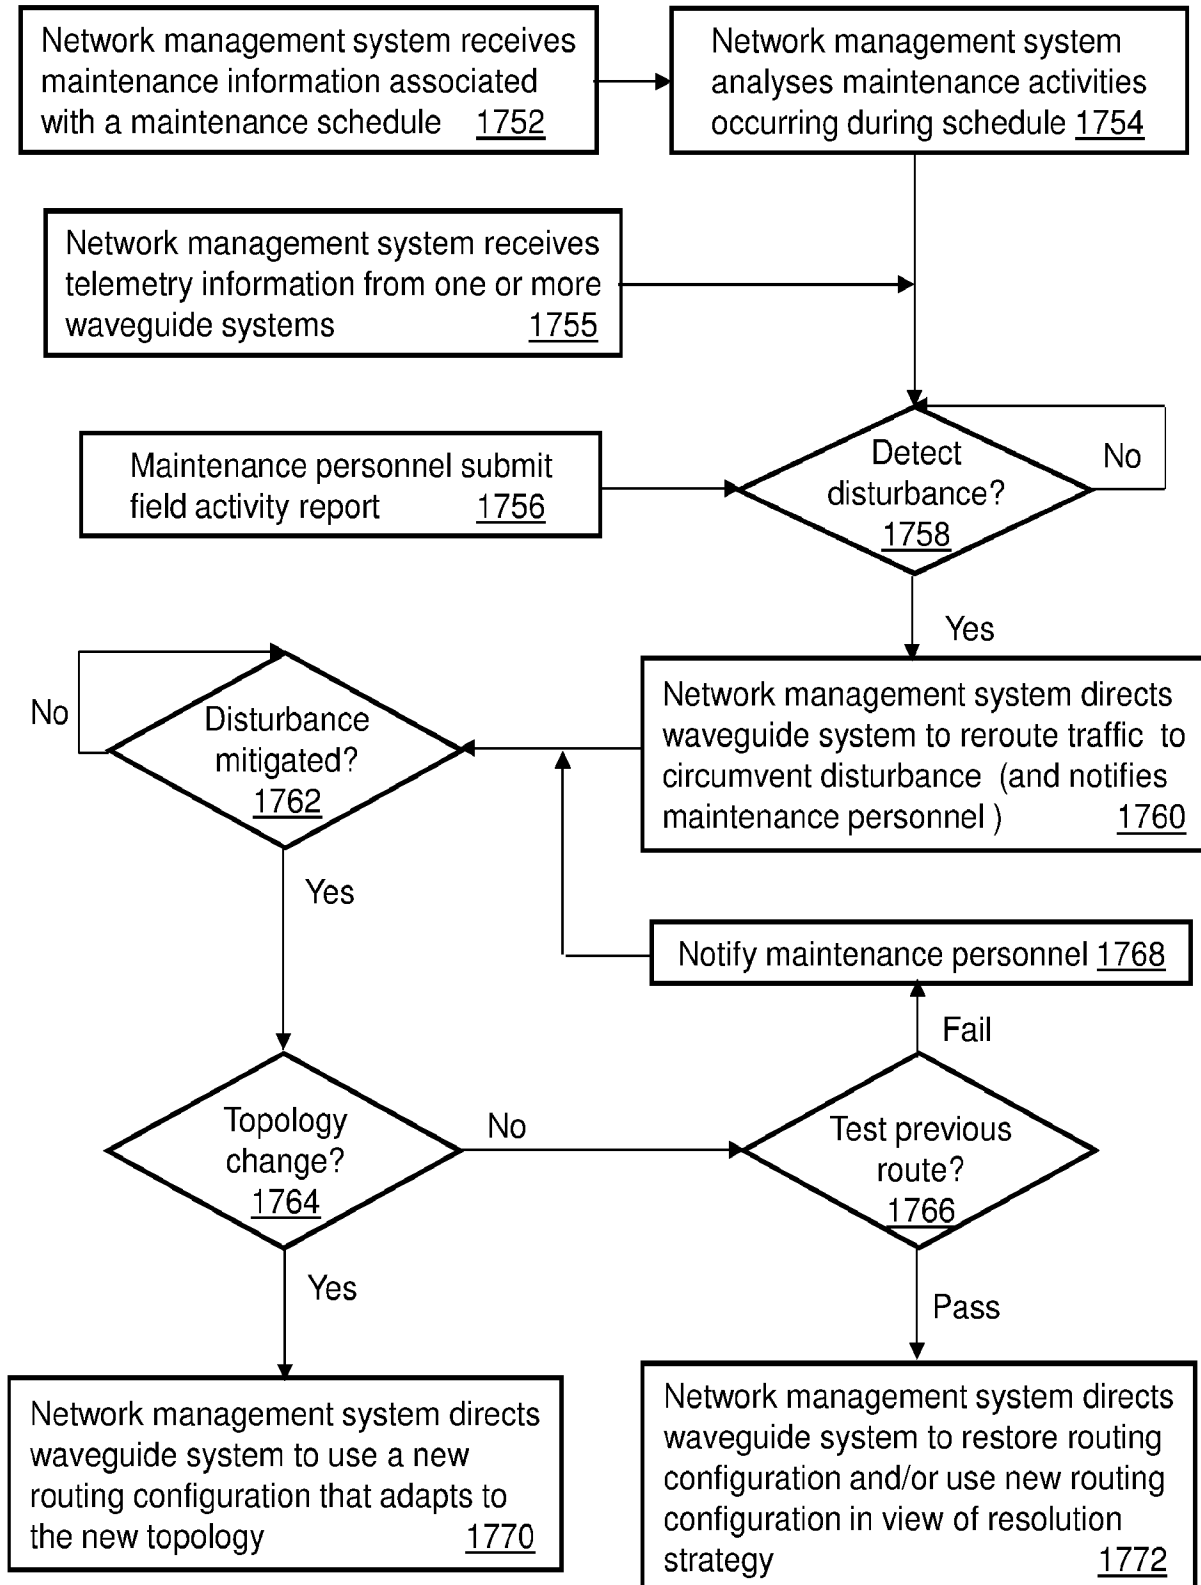 Network management system receives
maintenance information associated
with a maintenance schedule 1752
Network management system
analyses maintenance activities
occurring during schedule 1754
Network management system receives
telemetry information from one or more
waveguide systems 1755
Maintenance personnel submit
field activity report 1756
Detect
disturbance?
1758
No
Yes
Network management system directs
waveguide system to reroute traffic to
circumvent disturbance (and notifies
maintenance personnel ) 1760
Disturbance
mitigated?
1762
No
Yes
Notify maintenance personnel 1768
Fail
Topology
change?
1764
No
Test previous
route?
1766
Yes
Pass
Network management system directs
waveguide system to use a new
routing configuration that adapts to
the new topology 1770
Network management system directs
waveguide system to restore routing
configuration and/or use new routing
configuration in view of resolution
strategy 1772